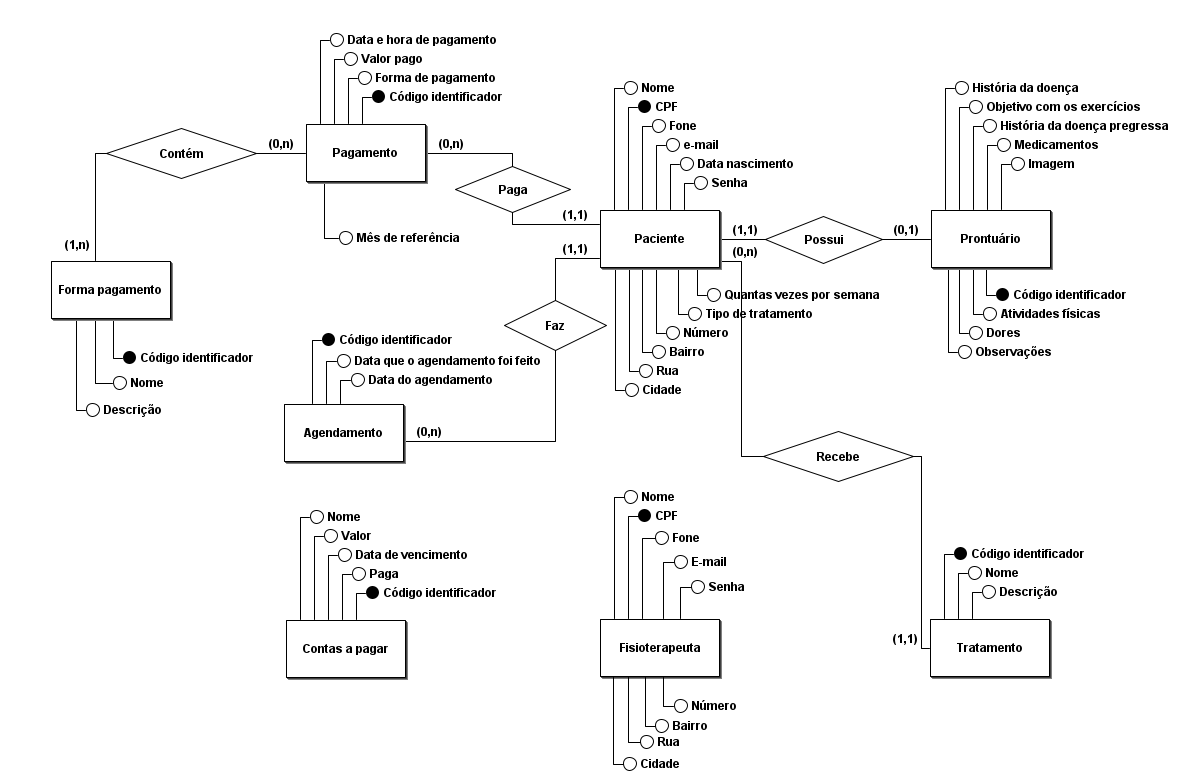 Data e hora de pagamento
Valor pago
Forma de pagamento
Código identificador
Contém
(0,n)
Pagamento
(0,n)
Paga
Mês de referência
(1,n)
Forma pagamento
Código identificador
Nome
Descrição
Nome
CPF
Fone
e-mail
Data nascimento
Senha
(1,1)
(1,1)
Paciente
(1,1)
(0,n)
Possui
(0,1)
Quantas vezes por semana
Tipo de tratamento
Número
Bairro
Rua
Cidade
História da doença
Objetivo com os exercícios
História da doença pregressa
Medicamentos
Imagem
Prontuário
Código identificador
Atividades físicas
Dores
Observações
Faz
Código identificador
Data que o agendamento foi feito
Data do agendamento
Agendamento
(0,n)
Recebe
Nome
Valor
Data de vencimento
Paga
Código identificador
Contas a pagar
Nome
CPF
Fone
E-mail
Senha
Fisioterapeuta
Número
Bairro
Rua
Cidade
Código identificador
Nome
Descrição
(1,1)
Tratamento